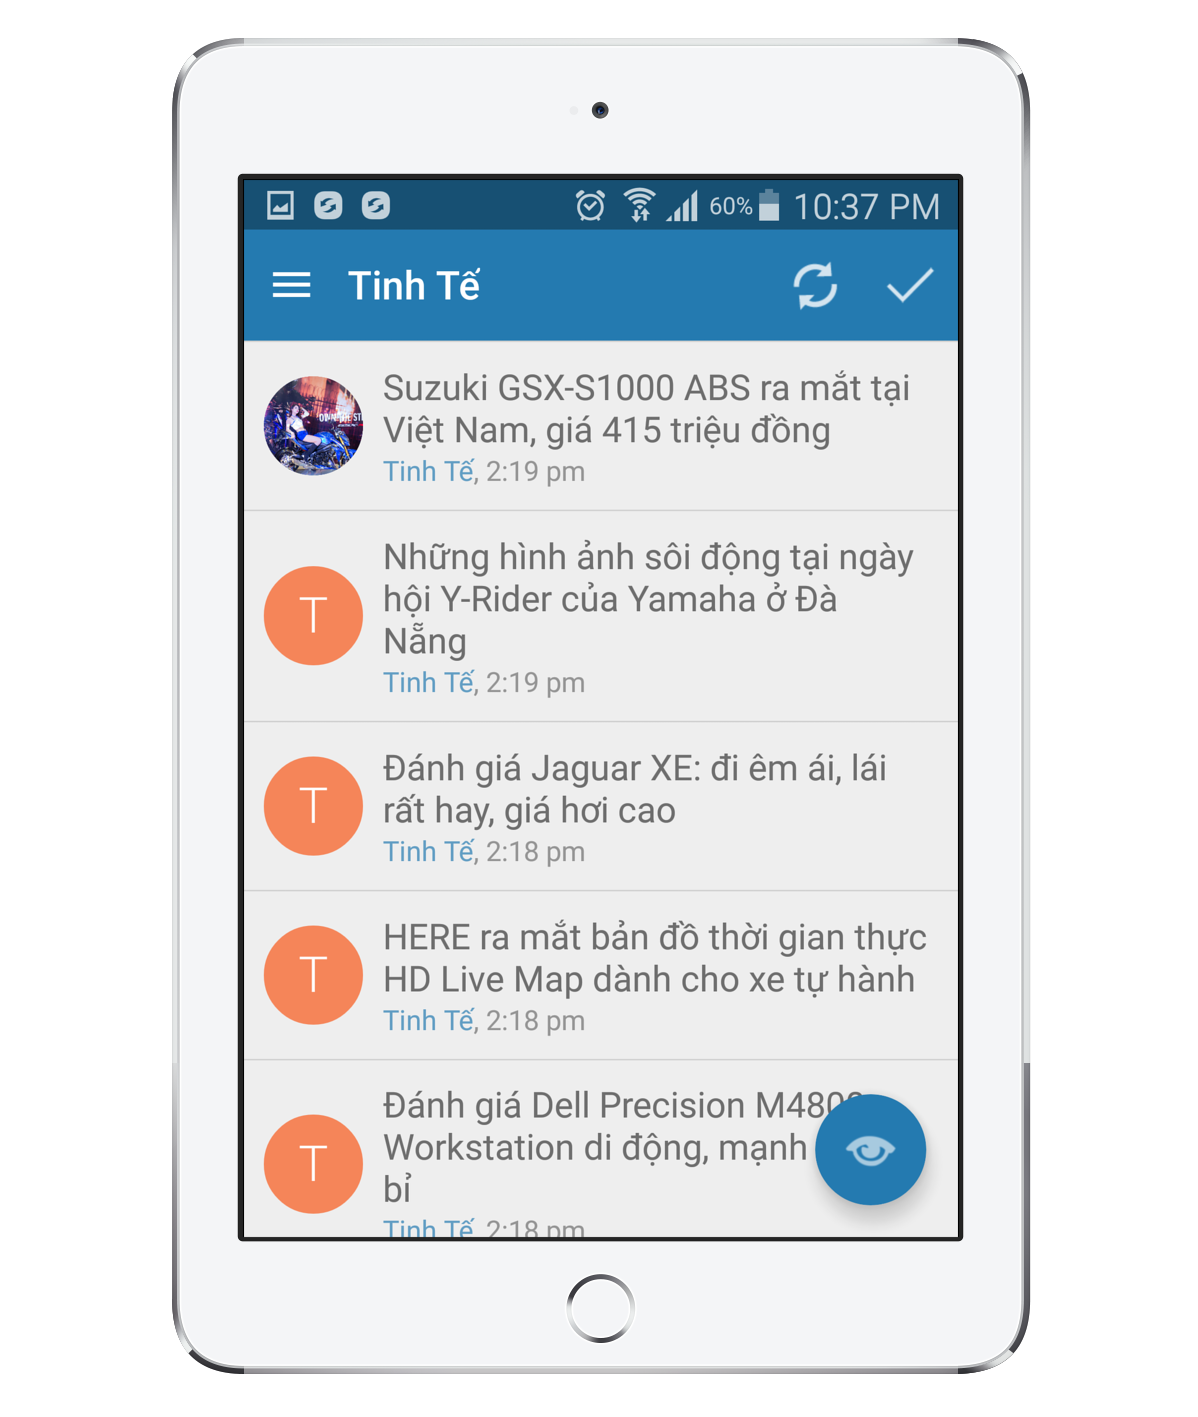 60% 10:37 PM
Tinh Tế
Suzuki GSX-S1000 ABS ra mắt tại
Việt Nam, giá 415 triệu đồng
Tinh Tế, 2:19 pm
T
Những hình ảnh sôi động tại ngày
hội Y-Rider của Yamaha ở Đà
Nẵng
Tinh Tế, 2:19 pm
T
Đánh giá Jaguar XE: đi êm ái, lái
rất hay, giá hơi cao
Tinh Tế, 2:18 pm
T
HERE ra mắt bản đồ thời gian thực
HD Live Map dành cho xe tự hành
Tinh Tế, 2:18 pm
T
Đánh giá Dell Precision M4800
Workstation di động, mạnh
bỉ
Tinh Tế, 2:18 pm